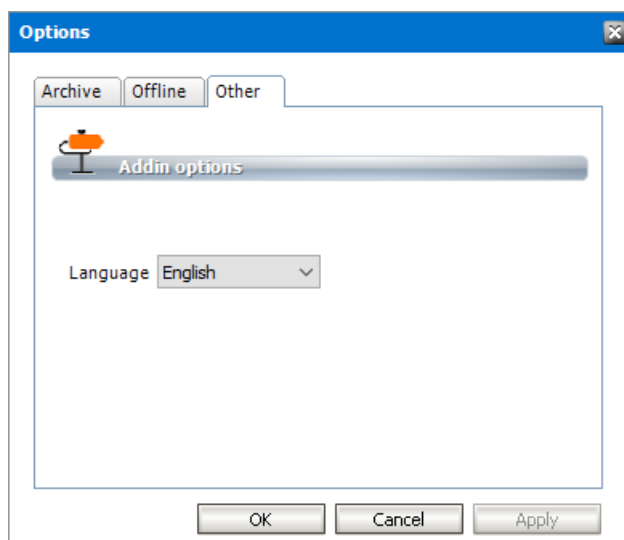 Options
Archive Offline Other
Addin options
Language English
OK Cancel Apply